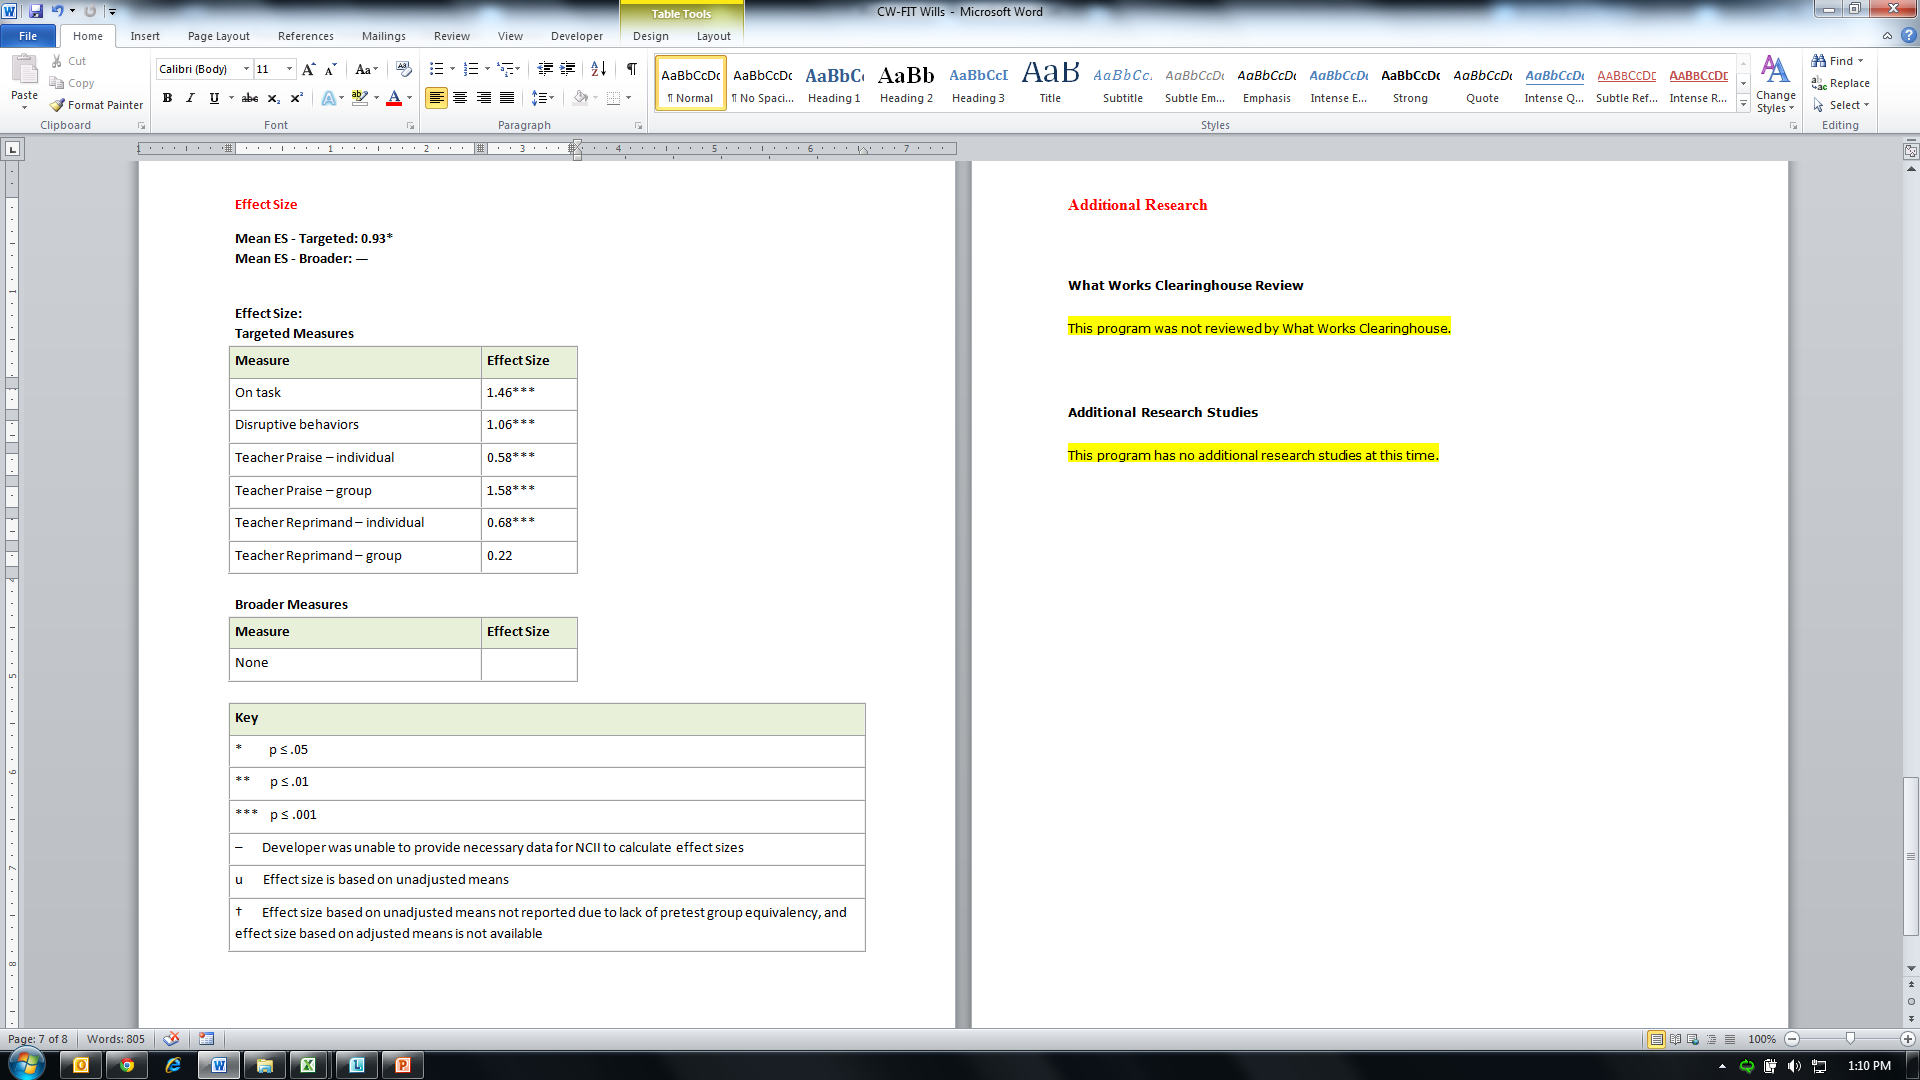 CW-FIT Wills - Microsoft Word
Table Tools
File Home Insert Page Layout References Mailings Review View Developer Design Layout
Paste
Cut
Copy
Format Painter
Clipboard
Calibri (Body) 11
Font
Paragraph
AaBbCcDc AaBbCcDc AaBbC AaBb AaBbCcI AaB AaBbCc. AaBbCcDc AaBbCcDc AaBbCcDc AaBbCcDc AaBbCcDc AaBbCcDc AaBbCcDt AaBbCcDt
¶ Normal ¶ No Spaci... Heading 1 Heading 2 Heading 3 Title Subtitle Subtle Em... Emphasis Intense E... Strong Quote Intense Q... Subtle Ref... Intense R...
Styles
Change
Styles
Find
Replace
Select
Editing
1 1 2 3 4 5 6 7
Effect Size
Mean ES - Targeted: 0.93*
Mean ES - Broader: —
Effect Size:
Targeted Measures
Measure Effect Size
On task 1.46***
Disruptive behaviors 1.06***
Teacher Praise – individual 0.58***
Teacher Praise – group 1.58***
Teacher Reprimand – individual 0.68***
Teacher Reprimand – group 0.22
Broader Measures
Measure Effect Size
None
Key
* p ≤ .05
** p ≤ .01
*** p ≤ .001
– Developer was unable to provide necessary data for NCII to calculate effect sizes
u Effect size is based on unadjusted means
† Effect size based on unadjusted means not reported due to lack of pretest group equivalency, and
effect size based on adjusted means is not available
Additional Research
What Works Clearinghouse Review
This program was not reviewed by What Works Clearinghouse.
Additional Research Studies
This program has no additional research studies at this time.
Page: 7 of 8 Words: 805
100%
1:10 PM